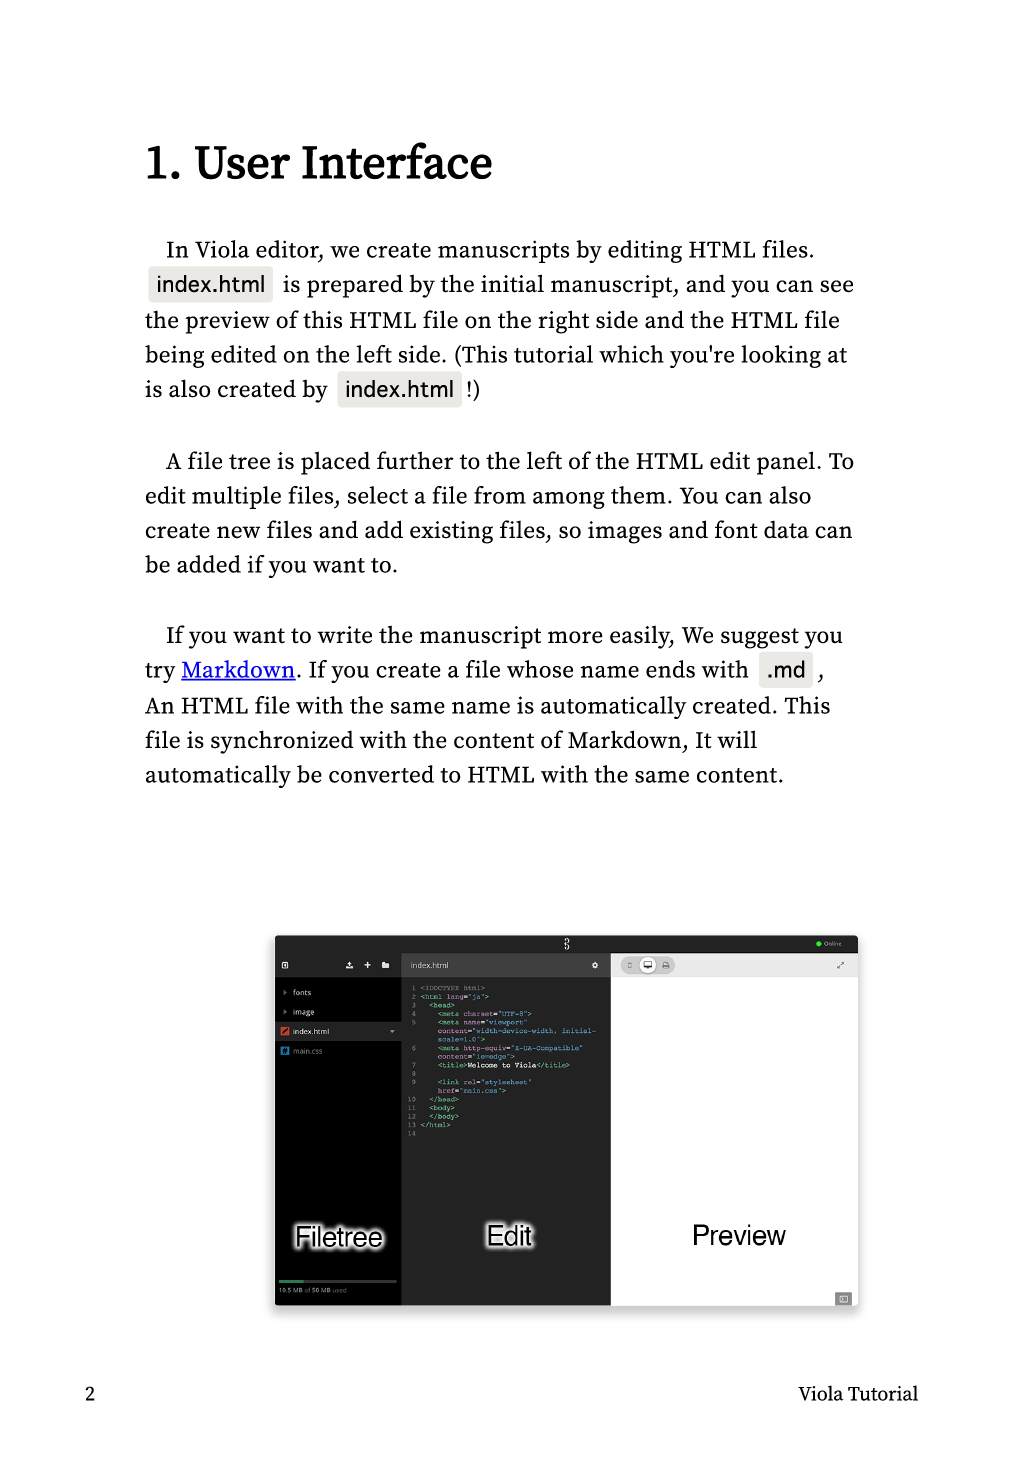 1. User Interface
In Viola editor, we create manuscripts by editing HTML files.
index.html is prepared by the initial manuscript, and you can see
the preview of this HTML file on the right side and the HTML file
being edited on the left side. (This tutorial which you're looking at
is also created by index.html !)
A file tree is placed further to the left of the HTML edit panel. To
edit multiple files, select a file from among them. You can also
create new files and add existing files, so images and font data can
be added if you want to.
If you want to write the manuscript more easily, We suggest you
try Markdown. If you create a file whose name ends with .md ,
An HTML file with the same name is automatically created. This
file is synchronized with the content of Markdown, It will
automatically be converted to HTML with the same content.
Online
index.html
fonts
image
index.html
main.css
1 <!DOCTYPE html>
2 <html lang="ja">
3 <head>
4 <meta charset="UTF-8">
5 <meta name="viewport"
content="width=device-width, initial-
scale=1.0">
6 <meta http-equiv="X-UA-Compatible"
content="ie=edge">
7 <title>Welcome to Viola</title>
8
9 <link rel="stylesheet"
href="main.css">
10 </head>
11 <body>
12 </body>
13 </html>
14
Filetree
Edit
Preview
19.5 MB of 50 MB used
2
Viola Tutorial